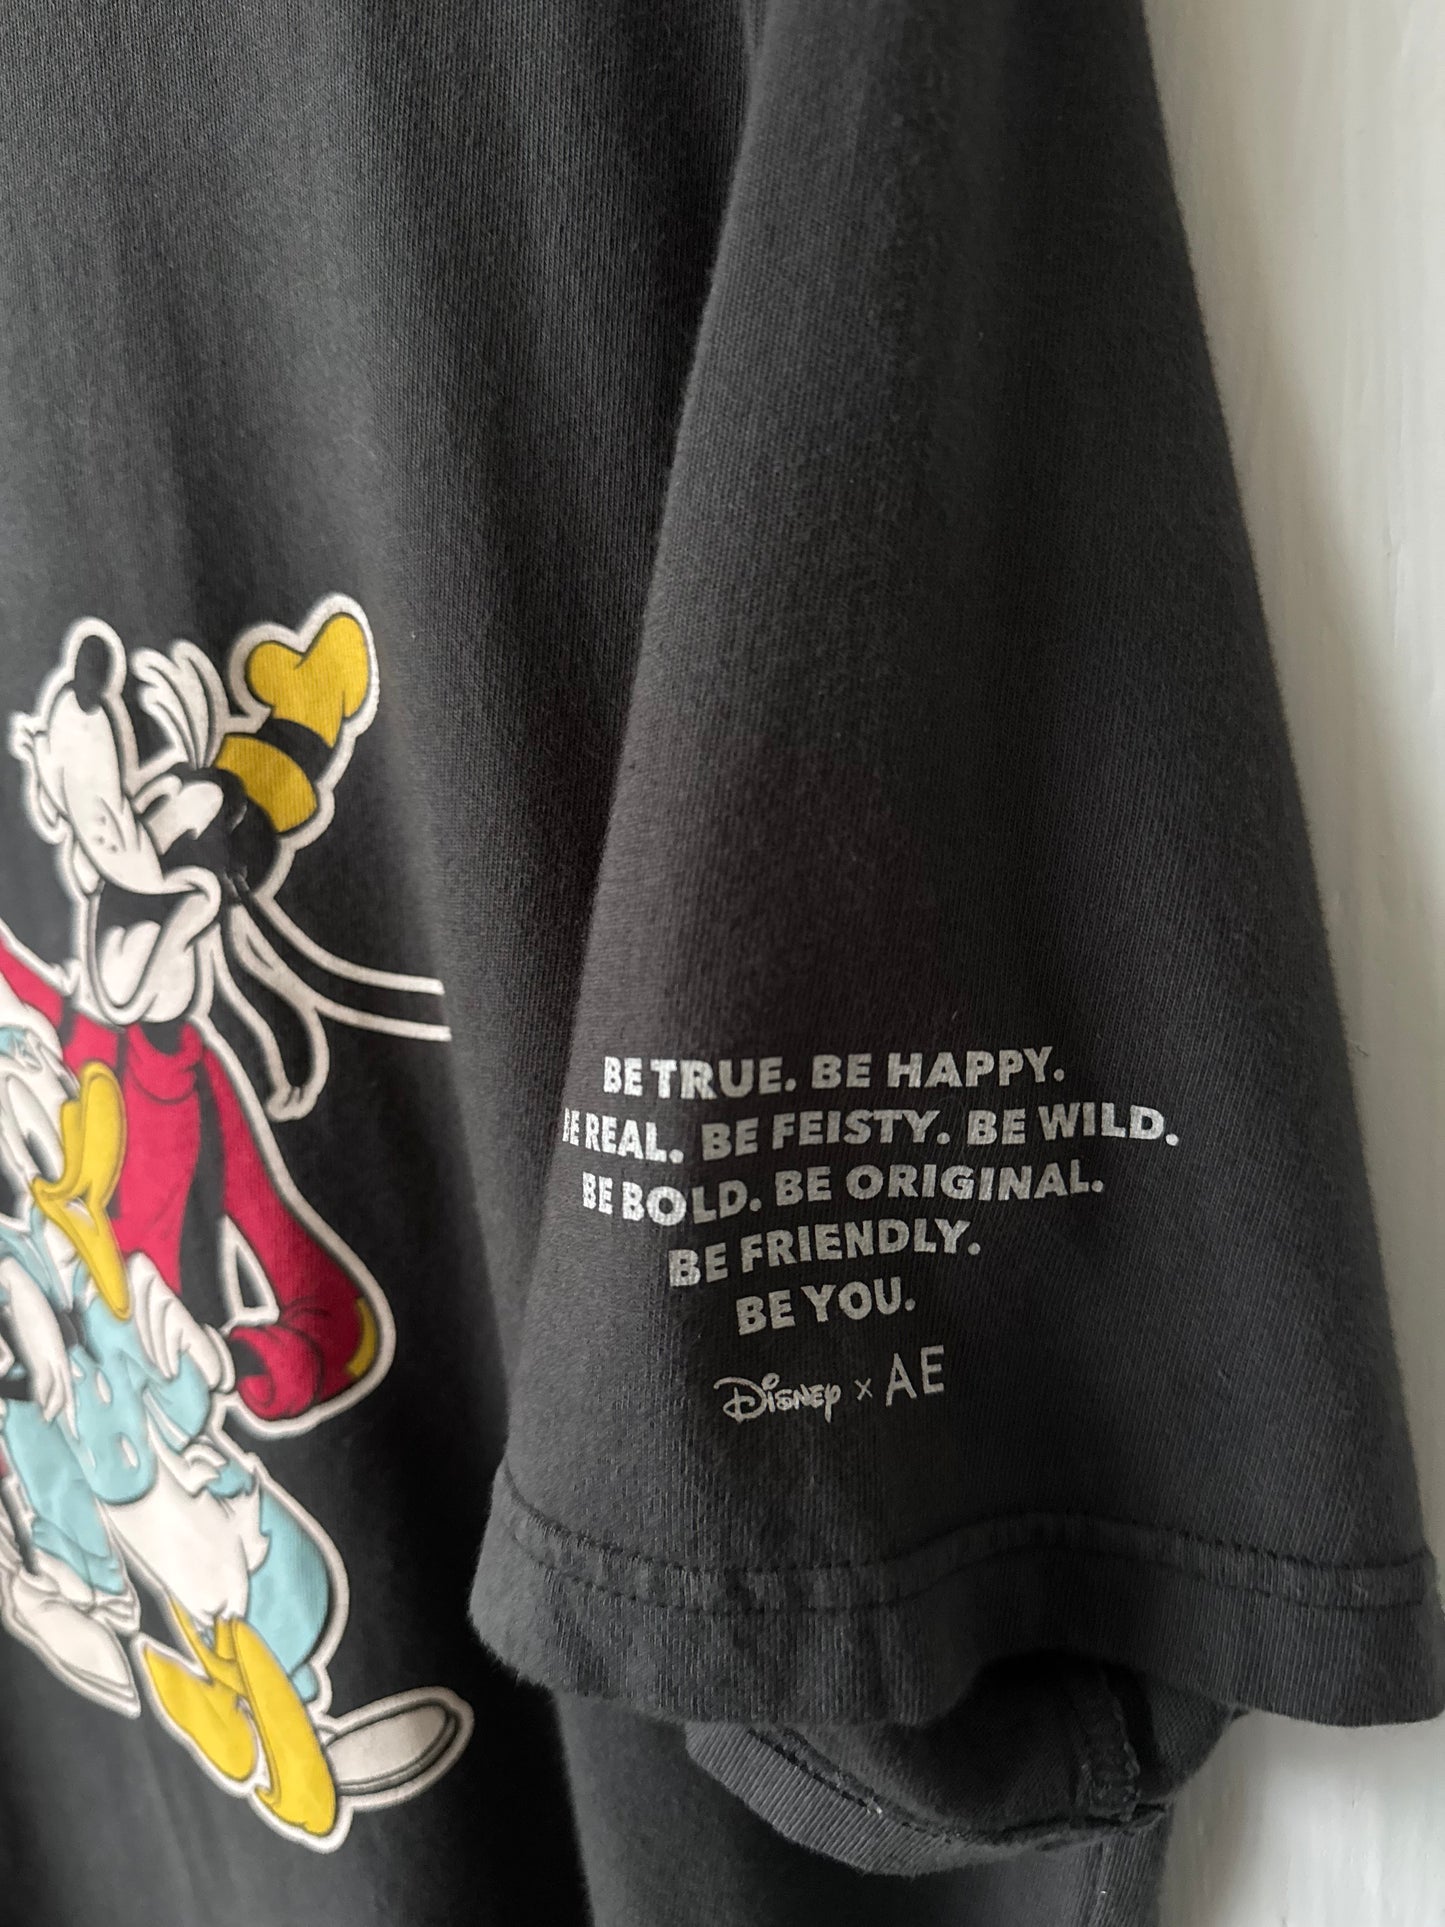 BE TRUE. BE HAPPY.
BE REAL. BE FEISTY. BE WILD.
BE BOLD. BE ORIGINAL.
BE FRIENDLY.
BE YOU.
Disney x AE